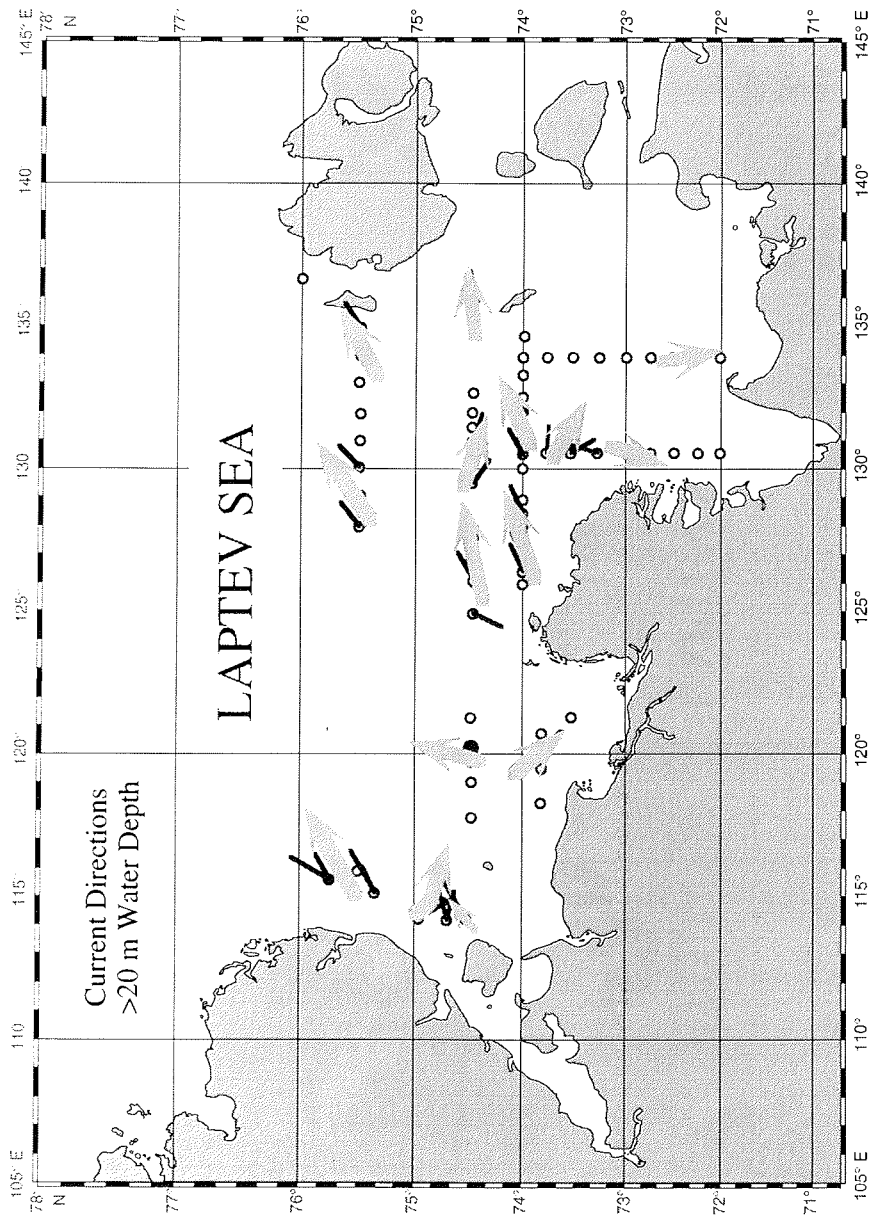 105° E 110 115 120° 125° 130 135 140 145° E
78° 78°
N N
Current Directions
>20 m Water Depth
77° 77°
LAPTEV SEA
76° 76°
75° 75°
74° 74°
73° 73°
72° 72°
71° 71°
105° E 110° 115° 120° 125° 130° 135° 140° 145° E